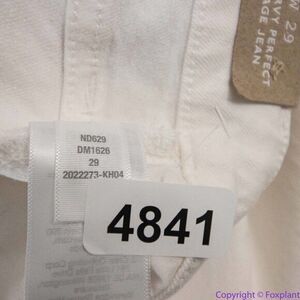 W 29
VY PERFECT
AGE JEAN
ND629
DM1626
29
2022273-KH04
4841
Copyright © Foxplant